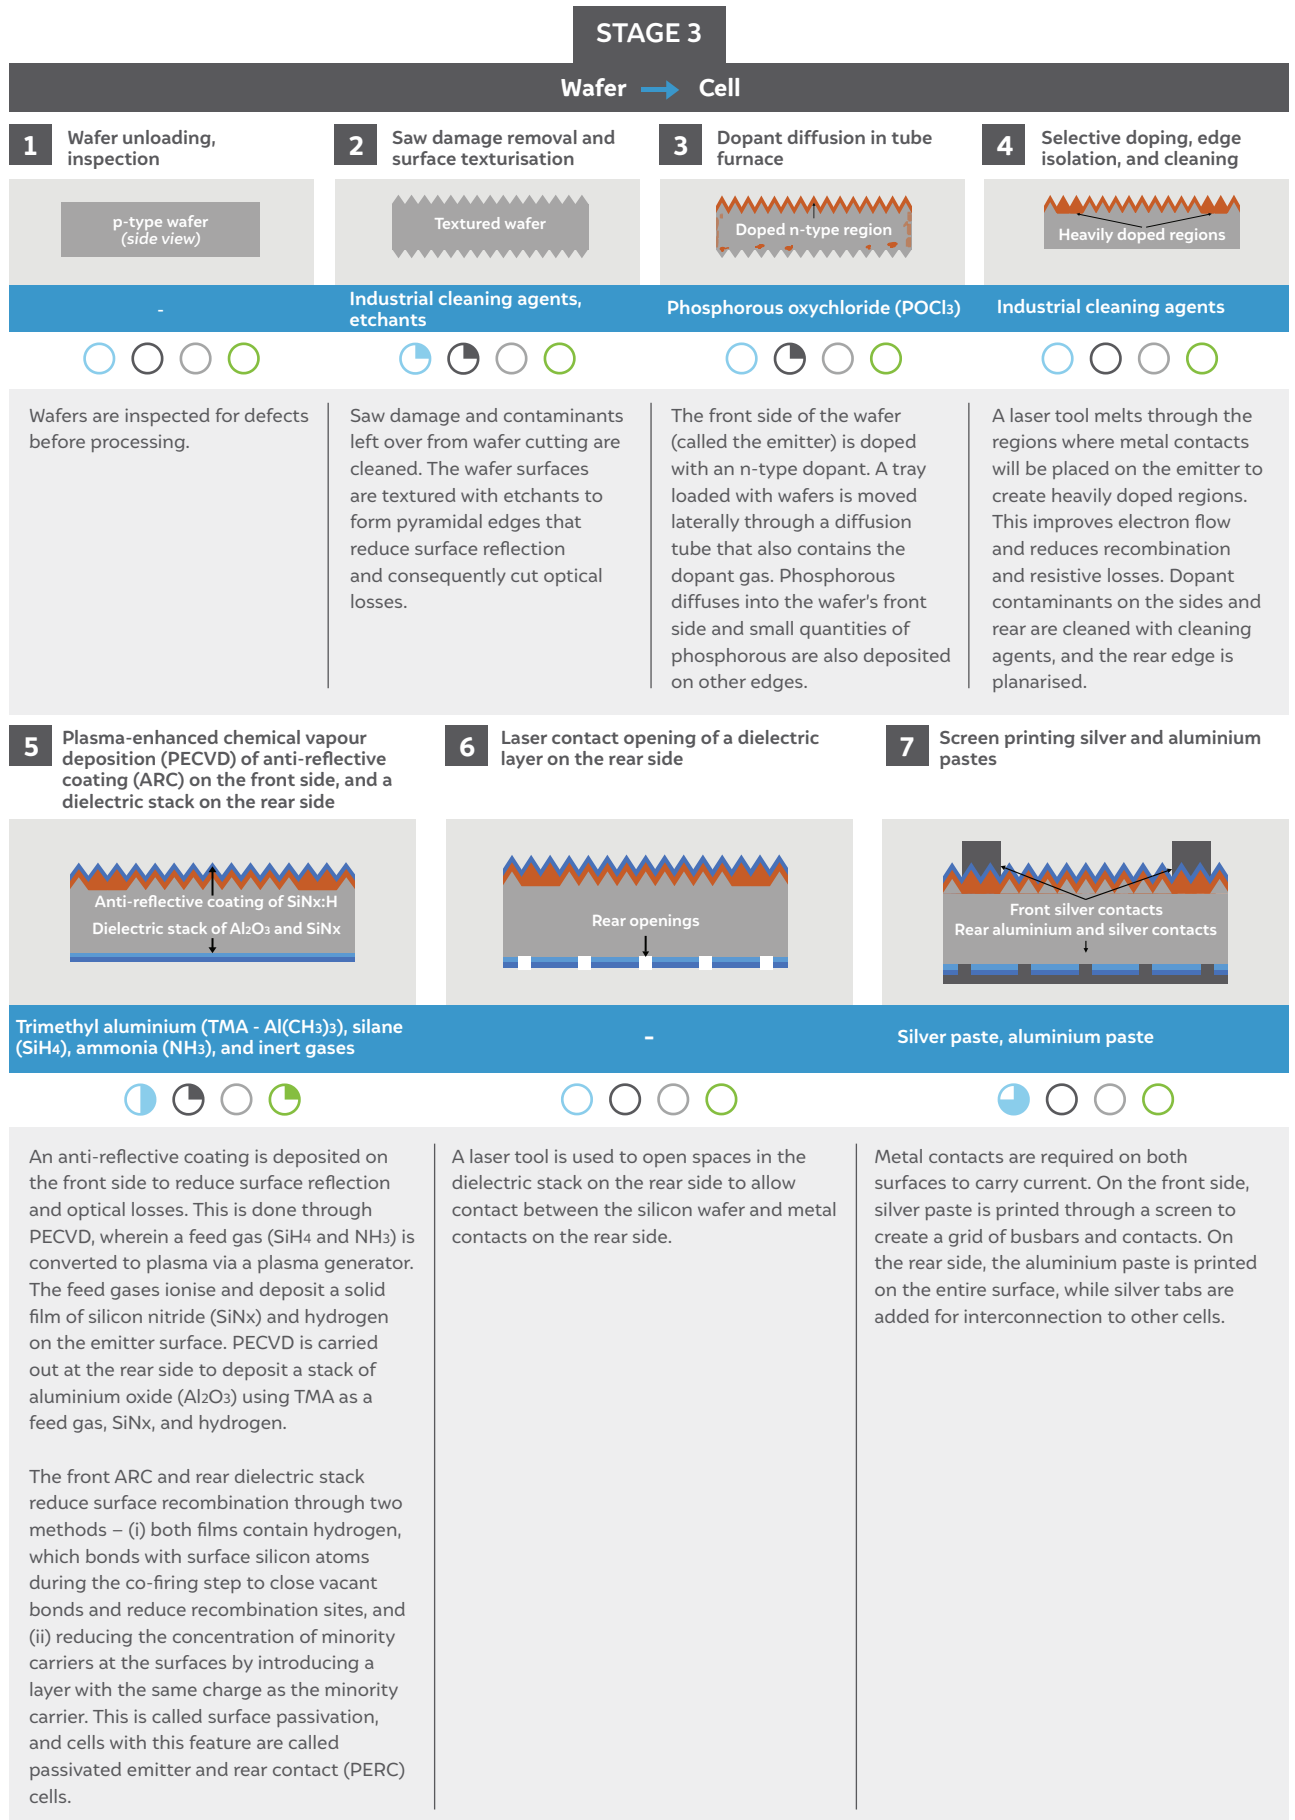 STAGE 3
Wafer → Cell
1
Wafer unloading,
inspection
p-type wafer
(side view)
-
Wafers are inspected for defects
before processing.
2
Saw damage removal and
surface texturisation
Textured wafer
Industrial cleaning agents,
etchants
Saw damage and contaminants
left over from wafer cutting are
cleaned. The wafer surfaces
are textured with etchants to
form pyramidal edges that
reduce surface reflection
and consequently cut optical
losses.
3
Dopant diffusion in tube
furnace
Doped n-type region
Phosphorous oxychloride (POCl₃)
The front side of the wafer
(called the emitter) is doped
with an n-type dopant. A tray
loaded with wafers is moved
laterally through a diffusion
tube that also contains the
dopant gas. Phosphorous
diffuses into the wafer's front
side and small quantities of
phosphorous are also deposited
on other edges.
4
Selective doping, edge
isolation, and cleaning
Heavily doped regions
Industrial cleaning agents
A laser tool melts through the
regions where metal contacts
will be placed on the emitter to
create heavily doped regions.
This improves electron flow
and reduces recombination
and resistive losses. Dopant
contaminants on the sides and
rear are cleaned with cleaning
agents, and the rear edge is
planarised.
5
Plasma-enhanced chemical vapour
deposition (PECVD) of anti-reflective
coating (ARC) on the front side, and a
dielectric stack on the rear side
Anti-reflective coating of SiNx:H
Dielectric stack of Al₂O₃ and SiNx
Trimethyl aluminium (TMA - Al(CH₃)₃), silane
(SiH₄), ammonia (NH₃), and inert gases
An anti-reflective coating is deposited on
the front side to reduce surface reflection
and optical losses. This is done through
PECVD, wherein a feed gas (SiH₄ and NH₃) is
converted to plasma via a plasma generator.
The feed gases ionise and deposit a solid
film of silicon nitride (SiNx) and hydrogen
on the emitter surface. PECVD is carried
out at the rear side to deposit a stack of
aluminium oxide (Al₂O₃) using TMA as a
feed gas, SiNx, and hydrogen.
The front ARC and rear dielectric stack
reduce surface recombination through two
methods – (i) both films contain hydrogen,
which bonds with surface silicon atoms
during the co-firing step to close vacant
bonds and reduce recombination sites, and
(ii) reducing the concentration of minority
carriers at the surfaces by introducing a
layer with the same charge as the minority
carrier. This is called surface passivation,
and cells with this feature are called
passivated emitter and rear contact (PERC)
cells.
6
Laser contact opening of a dielectric
layer on the rear side
Rear openings
-
A laser tool is used to open spaces in the
dielectric stack on the rear side to allow
contact between the silicon wafer and metal
contacts on the rear side.
7
Screen printing silver and aluminium
pastes
Front silver contacts
Rear aluminium and silver contacts
Silver paste, aluminium paste
Metal contacts are required on both
surfaces to carry current. On the front side,
silver paste is printed through a screen to
create a grid of busbars and contacts. On
the rear side, the aluminium paste is printed
on the entire surface, while silver tabs are
added for interconnection to other cells.